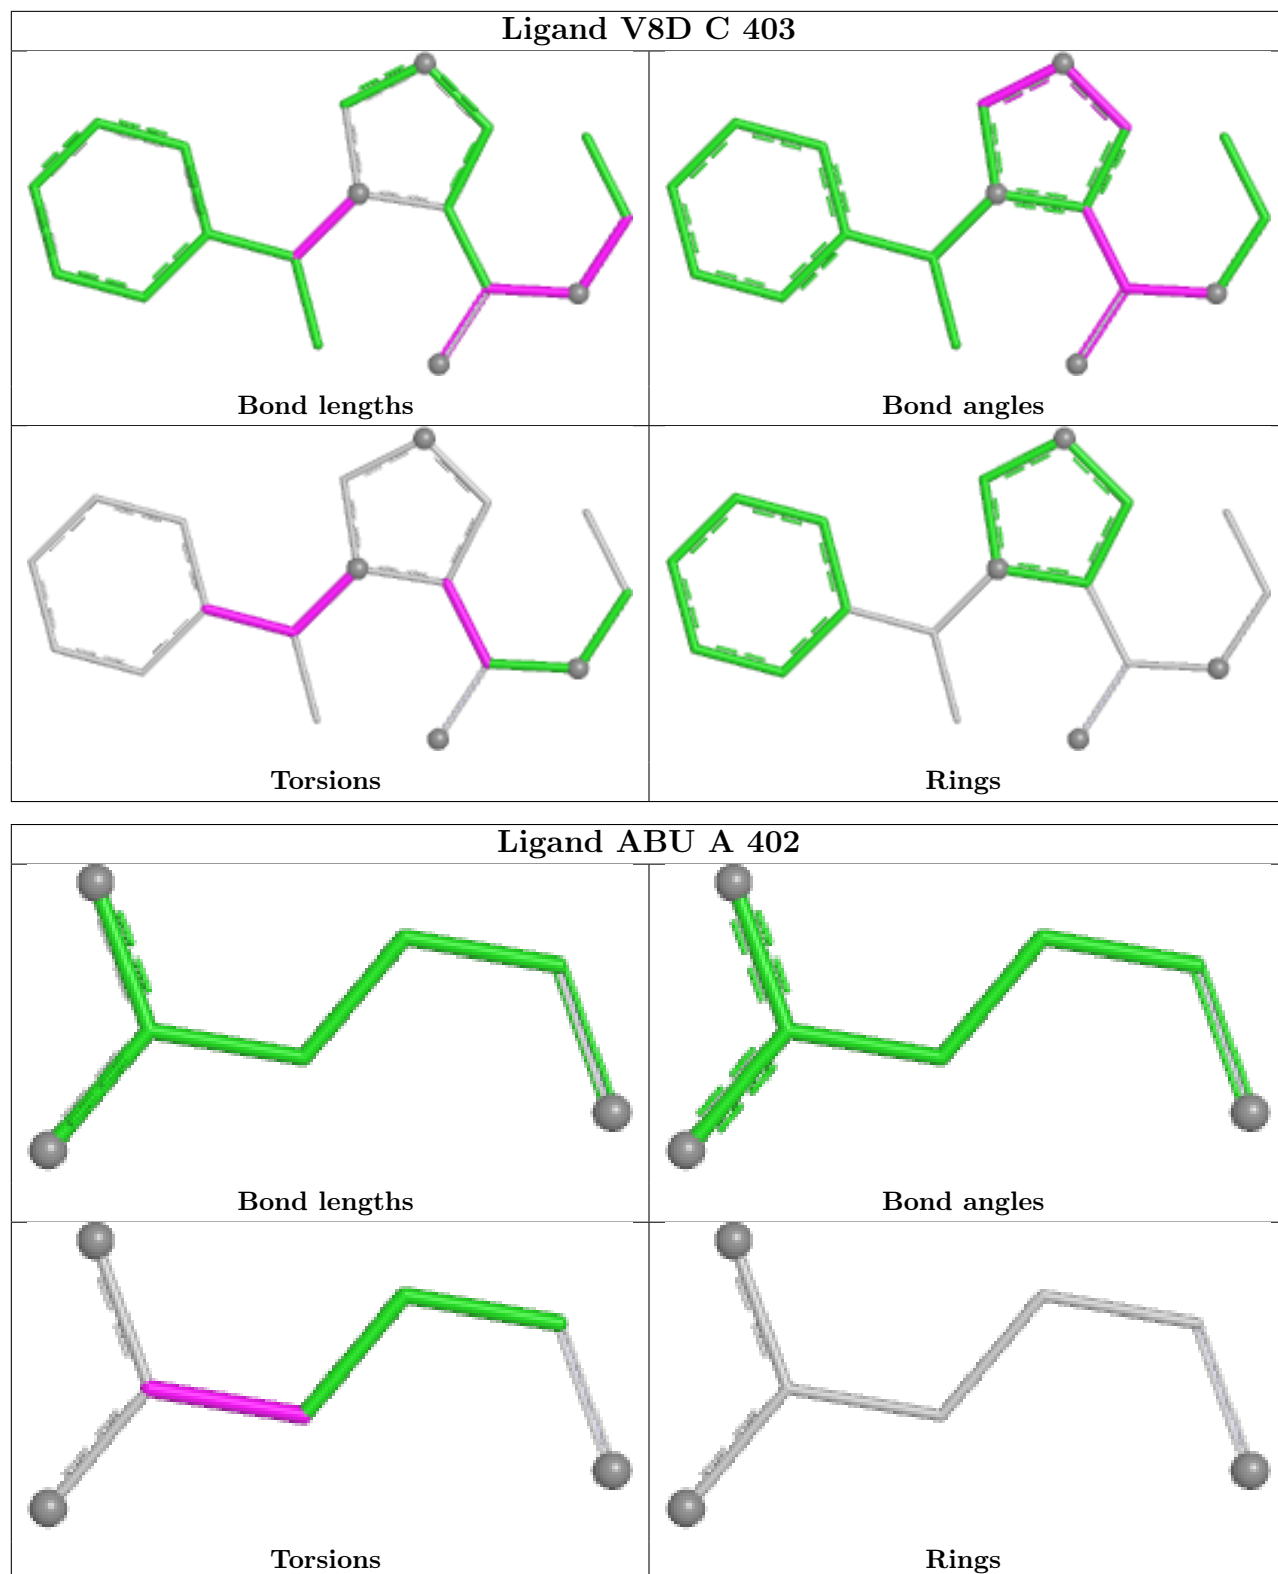 Ligand V8D C 403
Bond lengths
Bond angles
Torsions
Rings
Ligand ABU A 402
Bond lengths
Bond angles
Torsions
Rings